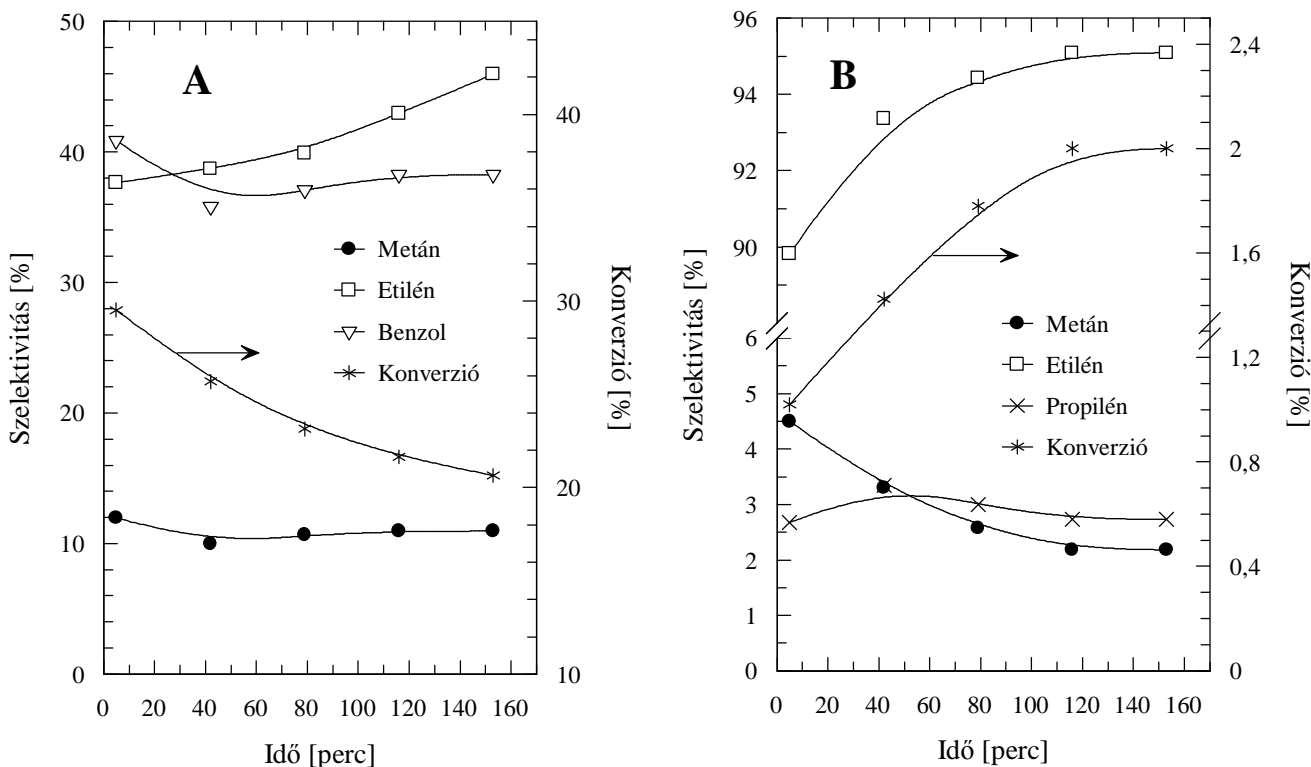 A
50
40
30
20
10
0
Szelektivitás [%]
40
30
20
10
Konverzió [%]
Metán
Etilén
Benzol
Konverzió
0 20 40 60 80 100 120 140 160
Idő [perc]
B
96
94
92
90
6
5
4
3
2
1
0
Szelektivitás [%]
2,4
2
1,6
1,2
0,8
0,4
0
Konverzió [%]
Metán
Etilén
Propilén
Konverzió
0 20 40 60 80 100 120 140 160
Idő [perc]